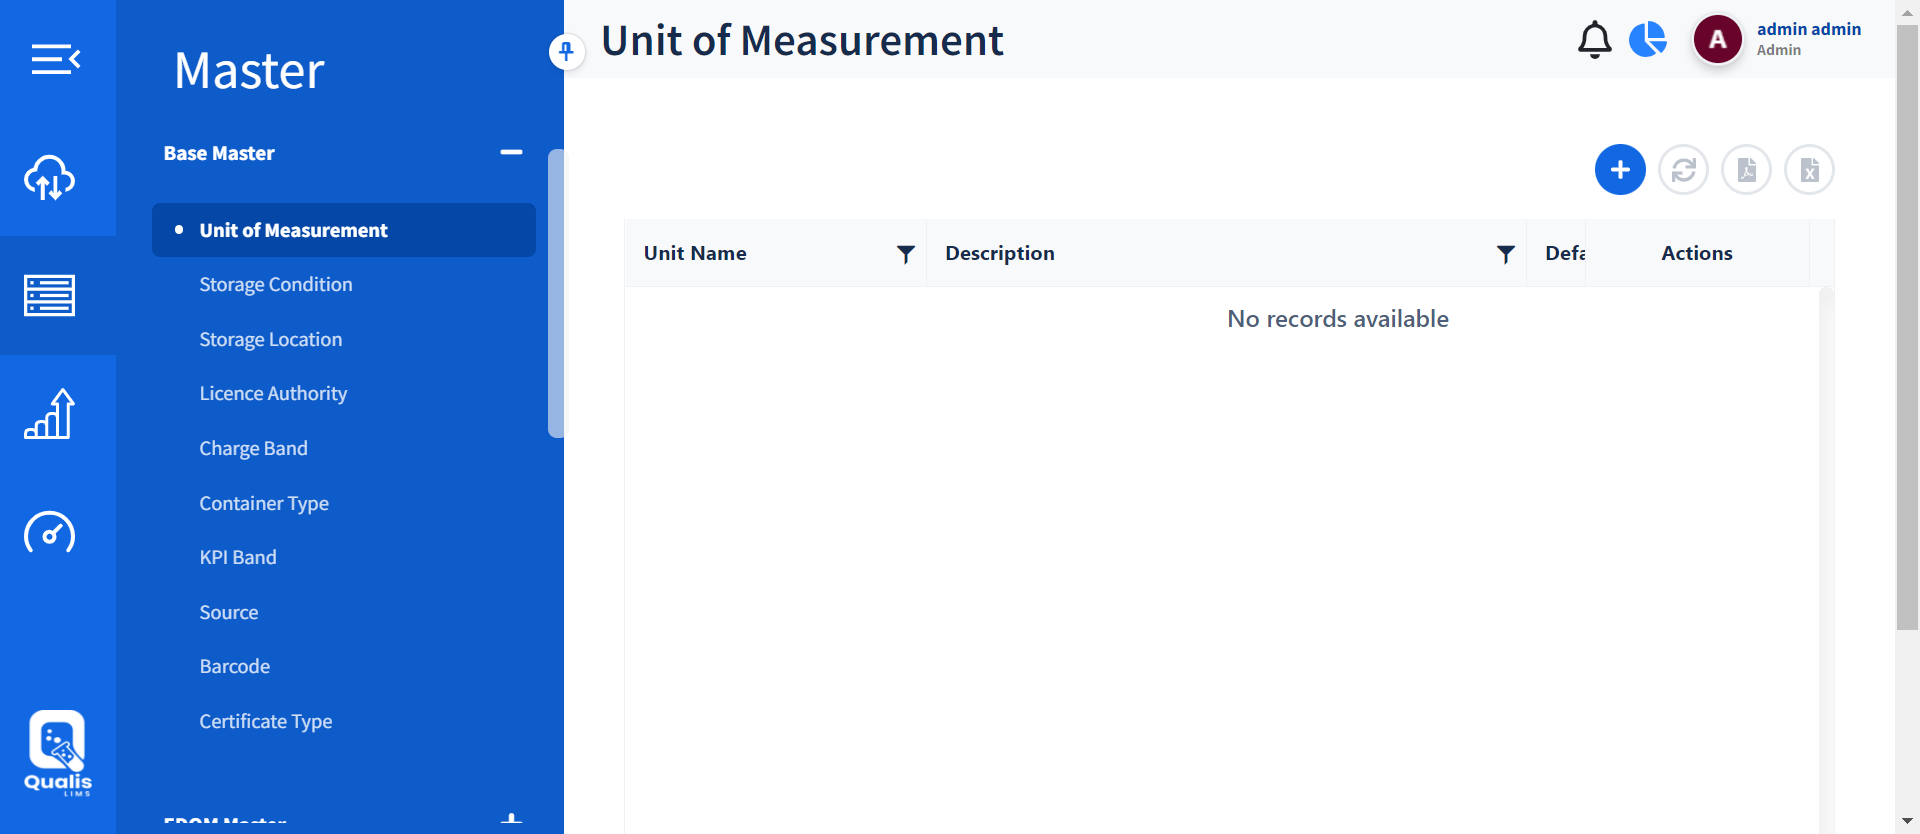 Master
Base Master
Unit of Measurement
Storage Condition
Storage Location
Licence Authority
Charge Band
Container Type
KPI Band
Source
Barcode
Certificate Type
Qualis
LIMS
Unit of Measurement
A
admin admin
Admin
Unit Name
Description
Defa
Actions
No records available